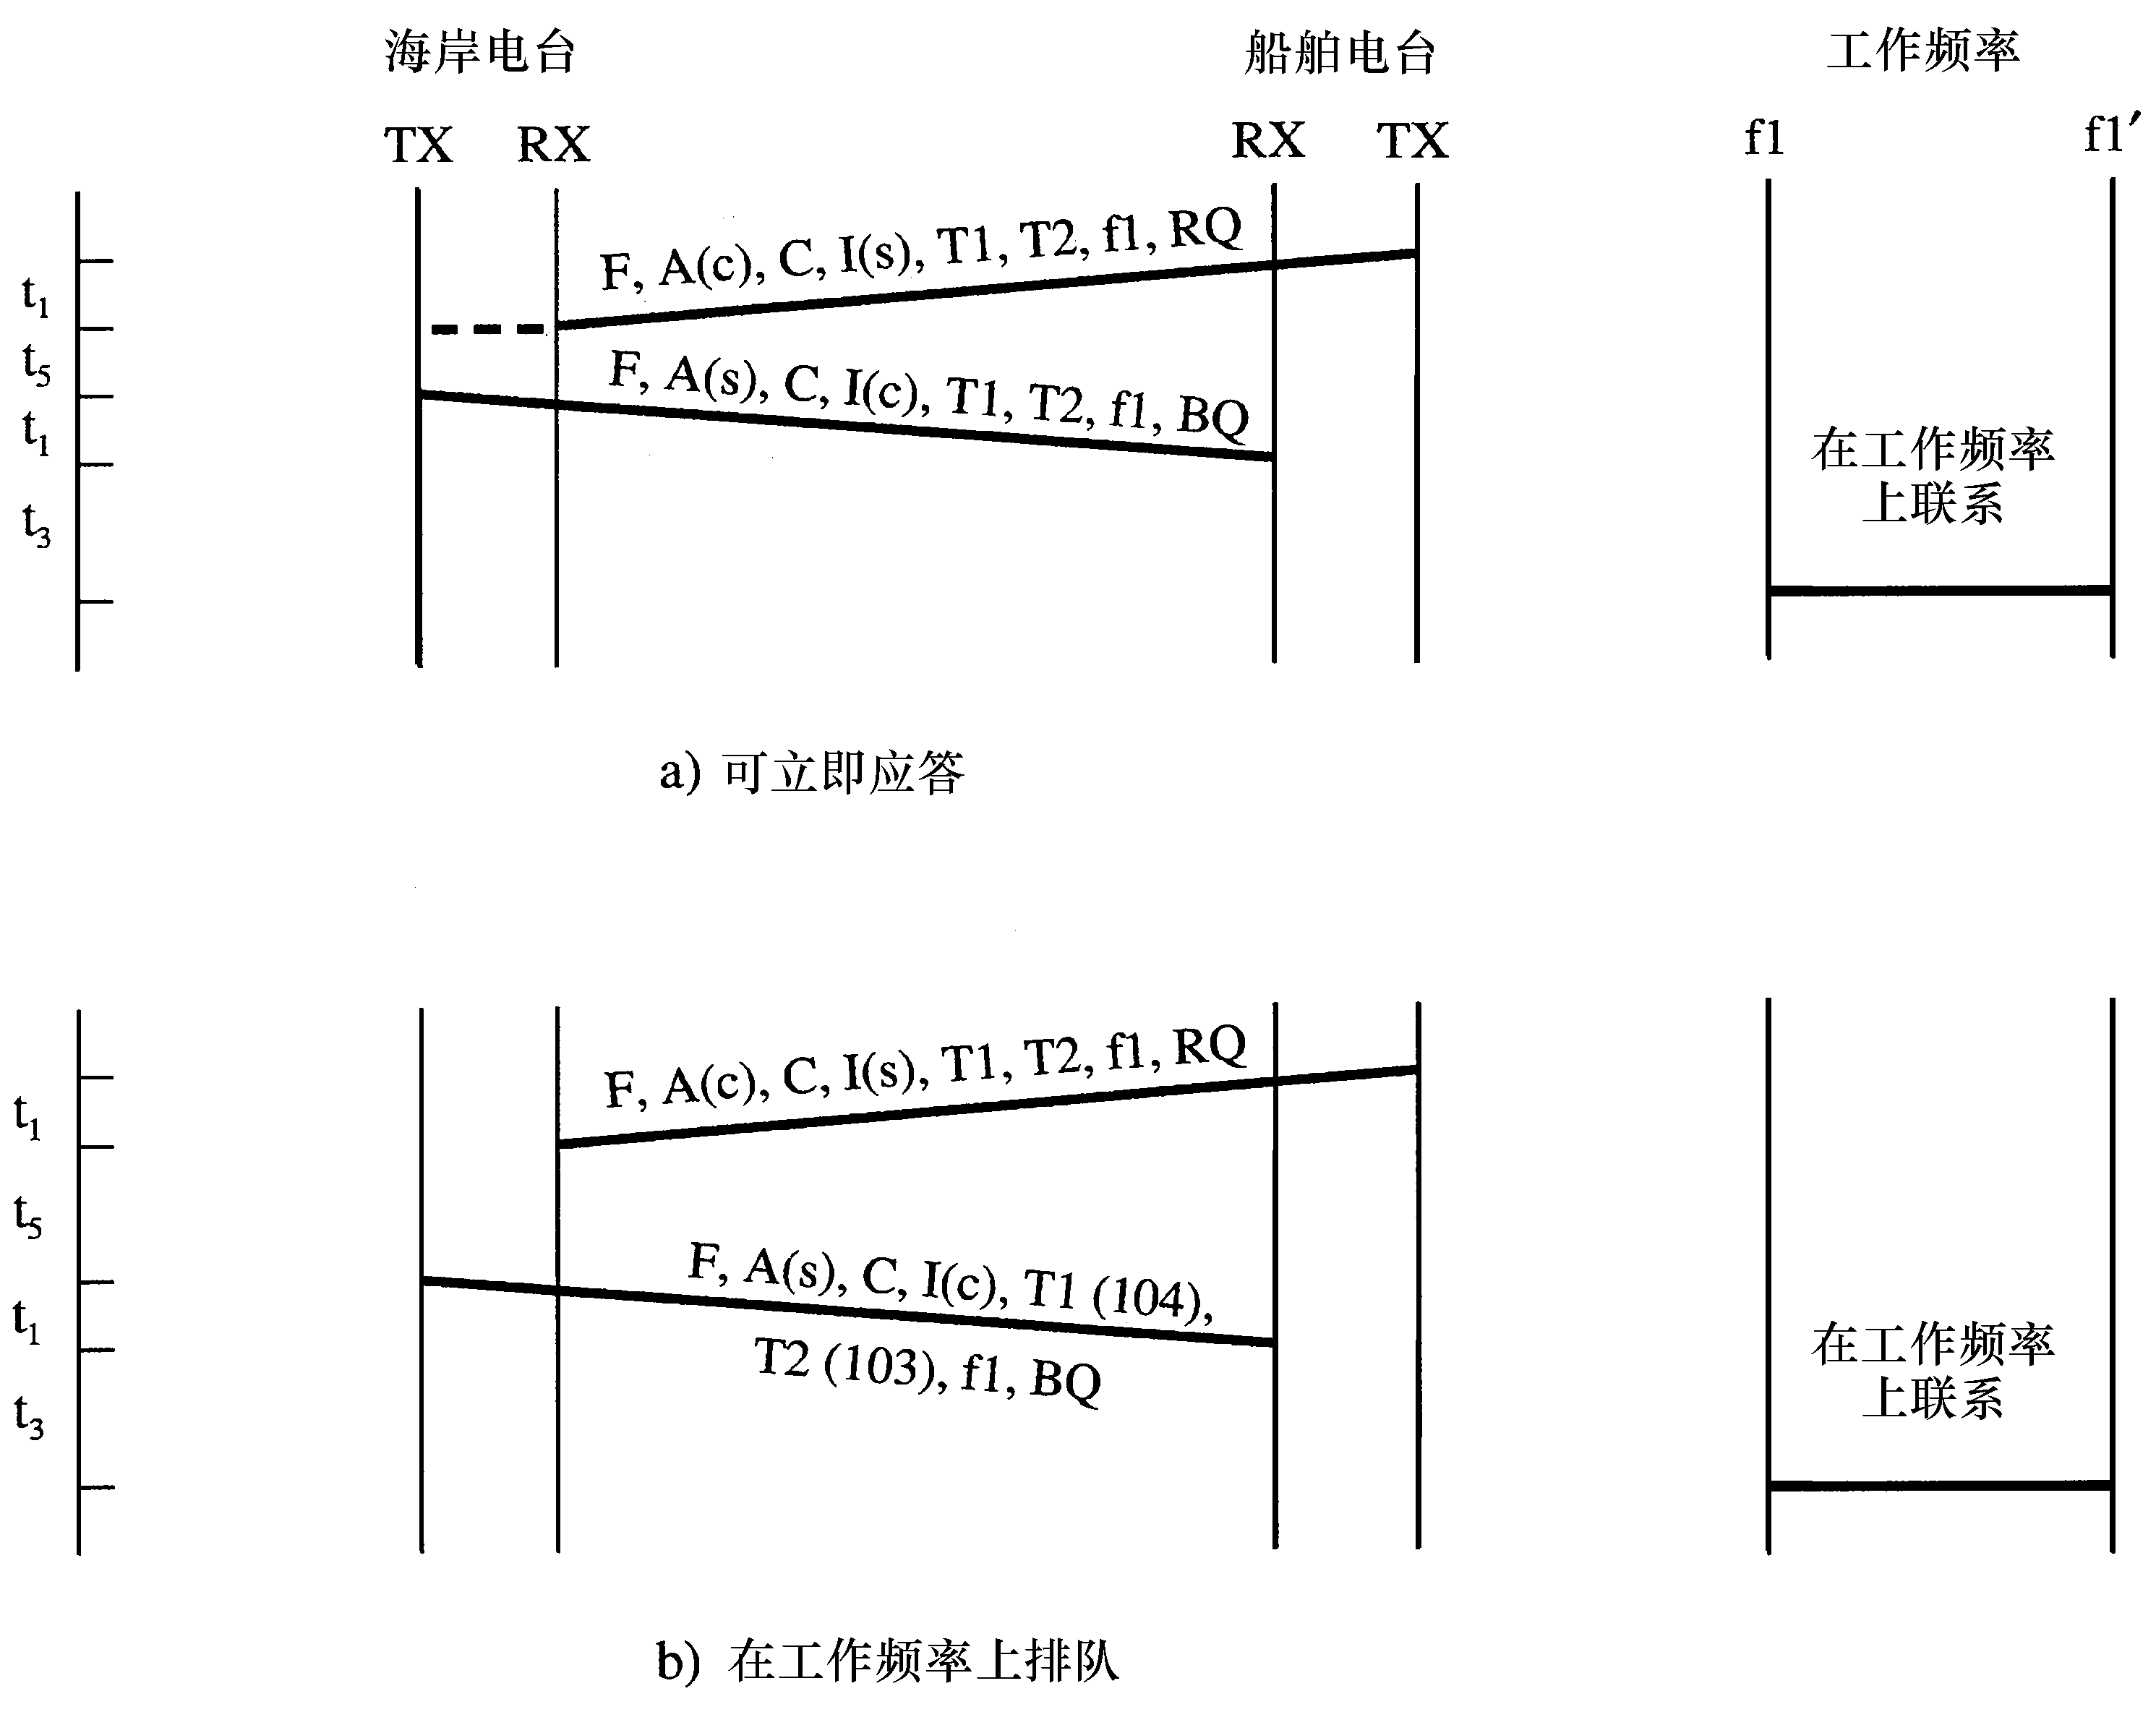 海岸电台 船舶电台 工作频率
TX RX RX TX f1 f1′
F, A(c), C, I(s), T1, T2, f1, RQ
t1
t5
F, A(s), C, I(c), T1, T2, f1, BQ
t1
在工作频率
上联系
t3
a) 可立即应答
F, A(c), C, I(s), T1, T2, f1, RQ
t1
t5
F, A(s), C, I(c), T1 (104),
t1
T2 (103), f1, BQ
在工作频率
上联系
t3
b) 在工作频率上排队